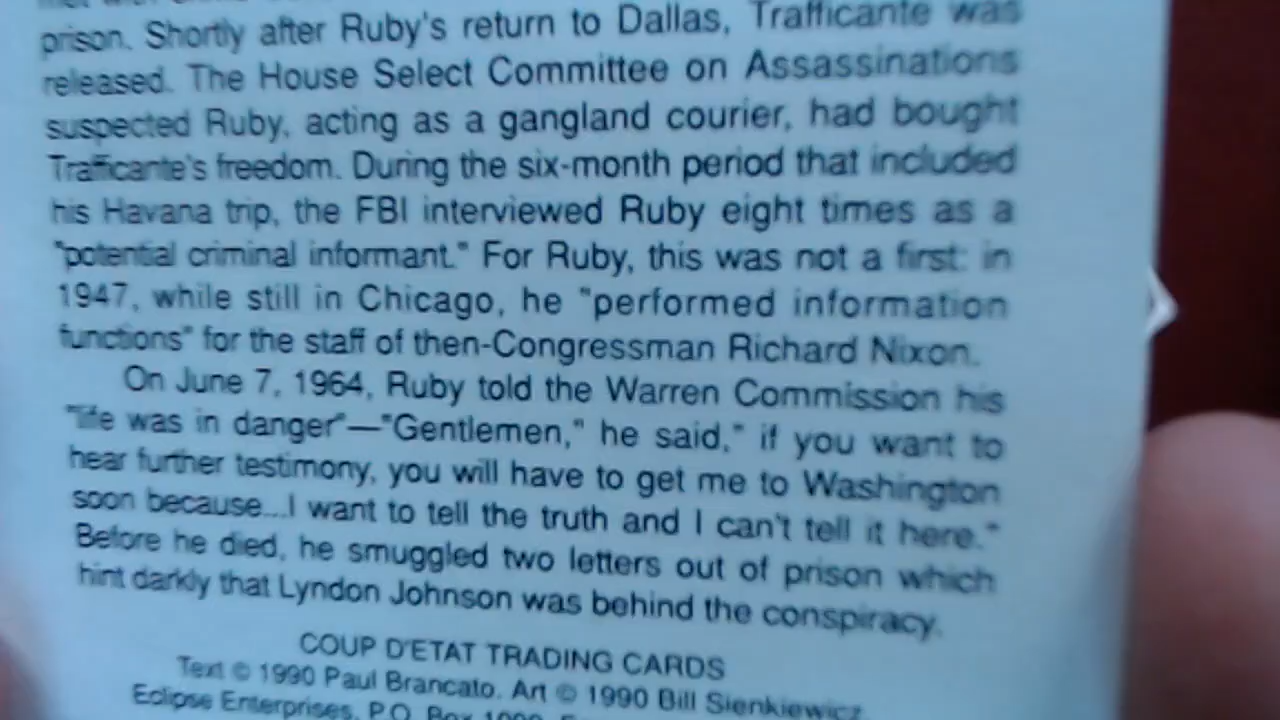 prison. Shortly after Ruby's return to Dallas, Trafficante was
released. The House Select Committee on Assassinations
suspected Ruby, acting as a gangland courier, had bought
Trafficante's freedom. During the six-month period that included
his Havana trip, the FBI interviewed Ruby eight times as a
"potential criminal informant." For Ruby, this was not a first: in
1947, while still in Chicago, he "performed information
functions" for the staff of then-Congressman Richard Nixon.
On June 7, 1964, Ruby told the Warren Commission his
"life was in danger"—"Gentlemen," he said," if you want to
hear further testimony, you will have to get me to Washington
soon because...I want to tell the truth and I can't tell it here."
Before he died, he smuggled two letters out of prison which
hint darkly that Lyndon Johnson was behind the conspiracy.
COUP D'ETAT TRADING CARDS
Text © 1990 Paul Brancato. Art © 1990 Bill Sienkiewicz.
Eclipse Enterprises, P.O. Box